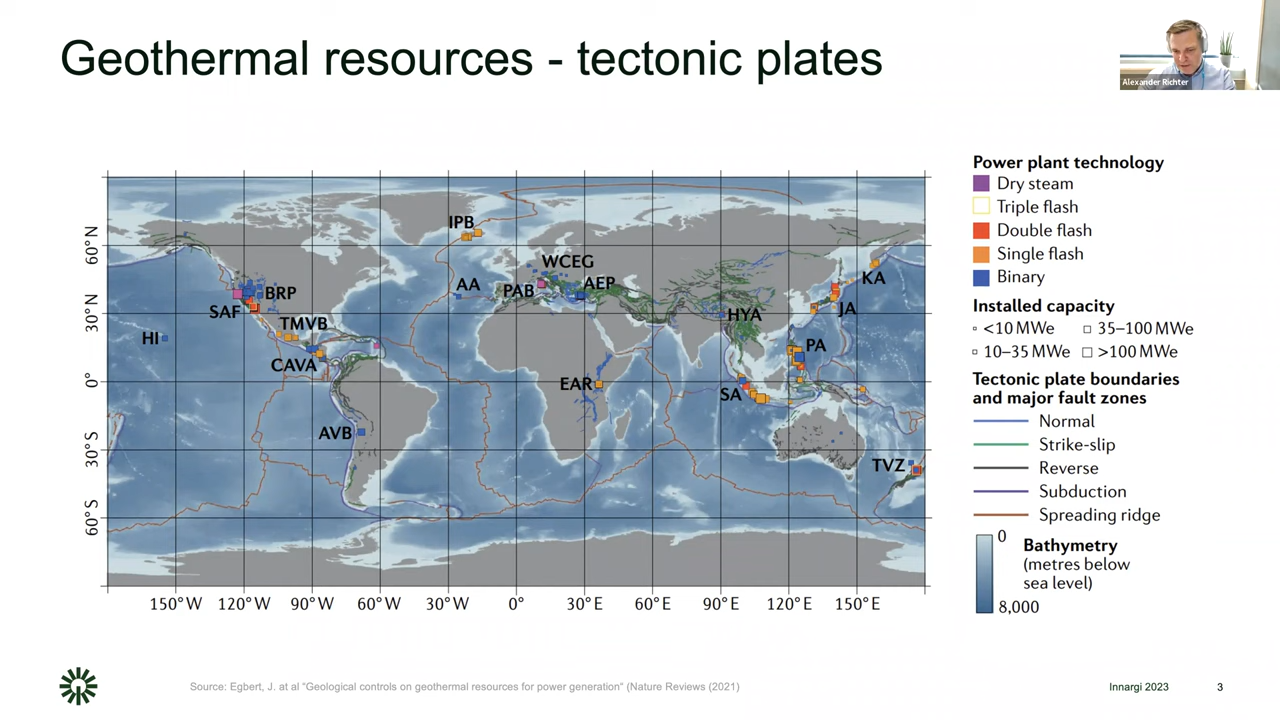 Geothermal resources - tectonic plates
Alexander Richter
Power plant technology
Dry steam
Triple flash
Double flash
Single flash
Binary
Installed capacity
<10 MWe 35–100 MWe
10–35 MWe >100 MWe
Tectonic plate boundaries
and major fault zones
Normal
Strike-slip
Reverse
Subduction
Spreading ridge
0
Bathymetry
(metres below
sea level)
8,000
60°N
30°N
0°
30°S
60°S
IPB
WCEG
AA
PAB
AEP
KA
BRP
SAF
JA
HYA
TMVB
HI
PA
CAVA
EAR
SA
AVB
TVZ
150°W 120°W 90°W 60°W 30°W 0° 30°E 60°E 90°E 120°E 150°E
Source: Egbert, J. at al "Geological controls on geothermal resources for power generation" (Nature Reviews (2021)
Innargi 2023
3